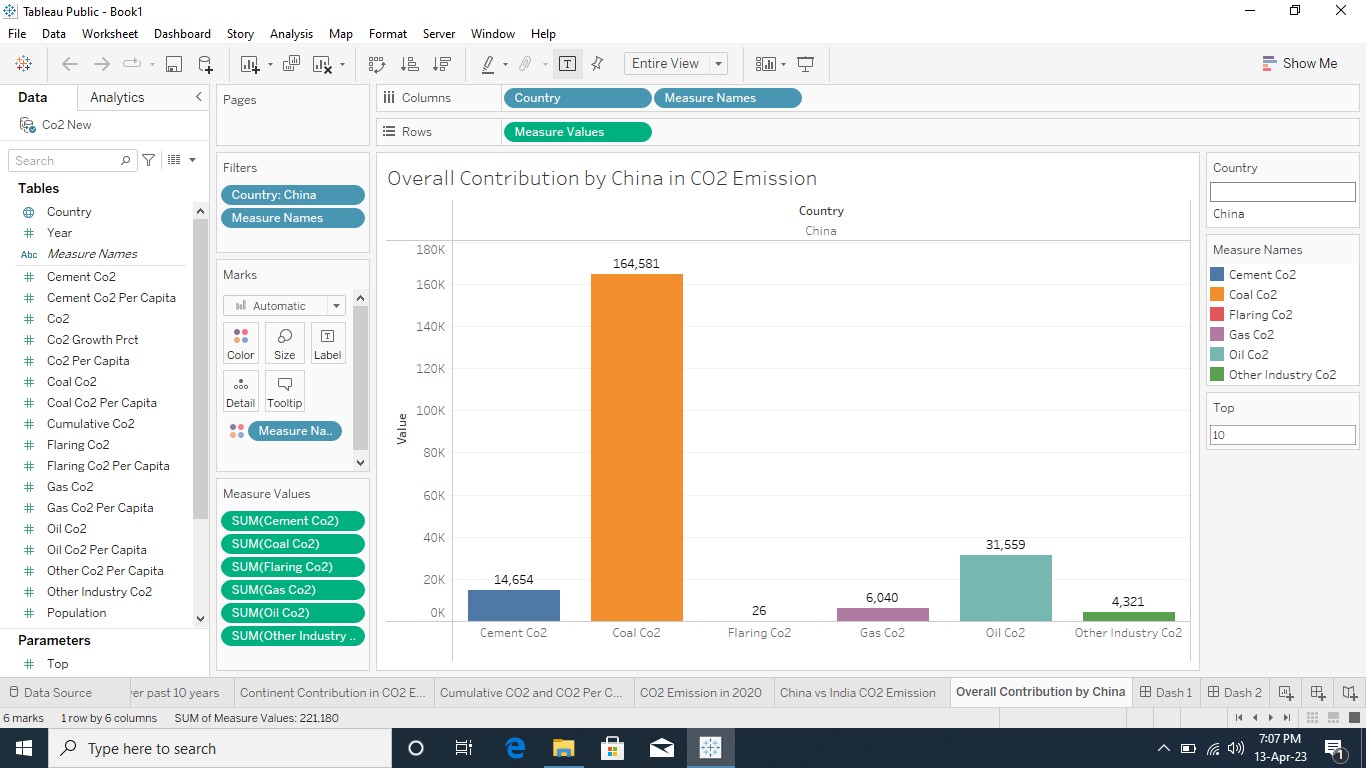 Tableau Public - Book1
File Data Worksheet Dashboard Story Analysis Map Format Server Window Help
Entire View
Show Me
Data Analytics
Co2 New
Search
Tables
Country
Year
Abc Measure Names
Cement Co2
Cement Co2 Per Capita
Co2
Co2 Growth Prct
Co2 Per Capita
Coal Co2
Coal Co2 Per Capita
Cumulative Co2
Flaring Co2
Flaring Co2 Per Capita
Gas Co2
Gas Co2 Per Capita
Oil Co2
Oil Co2 Per Capita
Other Co2 Per Capita
Other Industry Co2
Population
Parameters
Top
Pages
Filters
Country: China
Measure Names
Marks
Automatic
Color Size Label
Detail Tooltip
Measure Na..
Measure Values
SUM(Cement Co2)
SUM(Coal Co2)
SUM(Flaring Co2)
SUM(Gas Co2)
SUM(Oil Co2)
SUM(Other Industry ..
Columns Country Measure Names
Rows Measure Values
Overall Contribution by China in CO2 Emission
Country
China
Value
180K
160K
140K
120K
100K
80K
60K
40K
20K
0K
14,654
164,581
26
6,040
31,559
4,321
Cement Co2 Coal Co2 Flaring Co2 Gas Co2 Oil Co2 Other Industry Co2
Country
China
Measure Names
Cement Co2
Coal Co2
Flaring Co2
Gas Co2
Oil Co2
Other Industry Co2
Top
10
Data Source er past 10 years Continent Contribution in CO2 E... Cumulative CO2 and CO2 Per C... CO2 Emission in 2020 China vs India CO2 Emission Overall Contribution by China Dash 1 Dash 2
6 marks 1 row by 6 columns SUM of Measure Values: 221,180
Type here to search
7:07 PM
13-Apr-23
1